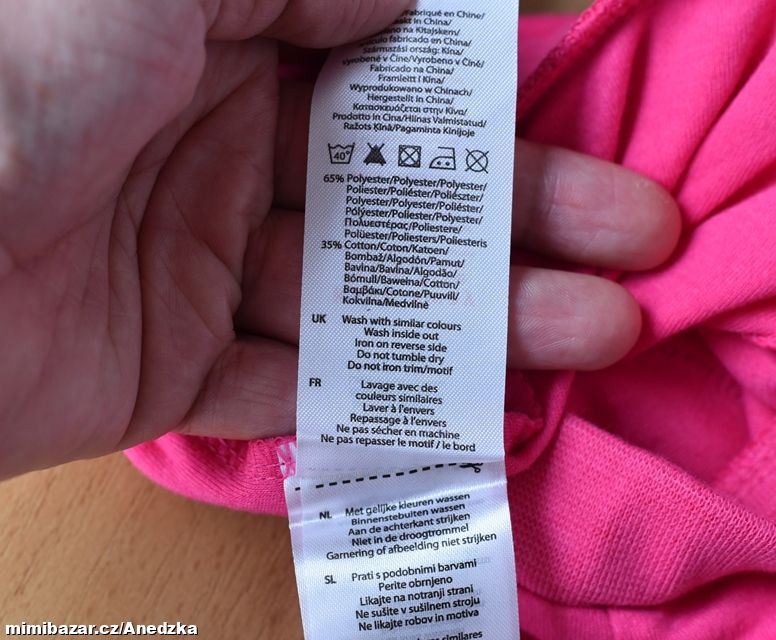 /Fabriqué en Chine/
in China/
no na Kitajskem/
fabricado en China/
Származási ország: Kína/
Vyrobené v Číne/Vyrobeno v Číně/
Fabricado na China/
Framleitt í Kína/
Wyprodukowano w Chinach/
Hergestellt in China/
Κατασκευάζεται στην Κίνα/
Prodotto in Cina/Hiinas Valmistatud/
Ražots Ķīnā/Pagaminta Kinijoje
40°
65% Polyester/Polyester/Polyester/
Poliester/Poliéster/Poliészter/
Polyester/Polyester/Poliéster/
Pólýester/Poliester/Polyester/
Πολυεστέρας/Poliestere/
Polüester/Poliesters/Poliesteris
35% Cotton/Coton/Katoen/
Bombaž/Algodón/Pamut/
Bavlna/Bavlna/Algodão/
Bómull/Bawełna/Cotton/
Βαμβάκι/Cotone/Puuvill/
Kokvilna/Medvilnė
UK Wash with similar colours
Wash inside out
Iron on reverse side
Do not tumble dry
Do not iron trim/motif
FR Lavage avec des
couleurs similaires
Laver à l'envers
Repassage à l'envers
Ne pas sécher en machine
Ne pas repasser le motif / le bord
NL Met gelijke kleuren wassen
Binnenstebuiten wassen
Aan de achterkant strijken
Niet in de droogtrommel
Garnering of afbeelding niet strijken
SL Prati s podobnimi barvami
Perite obrnjeno
Likajte na notranji strani
Ne sušite v sušilnem stroju
Ne likajte robov in motiva
similares
mimibazar.cz/Anedzka